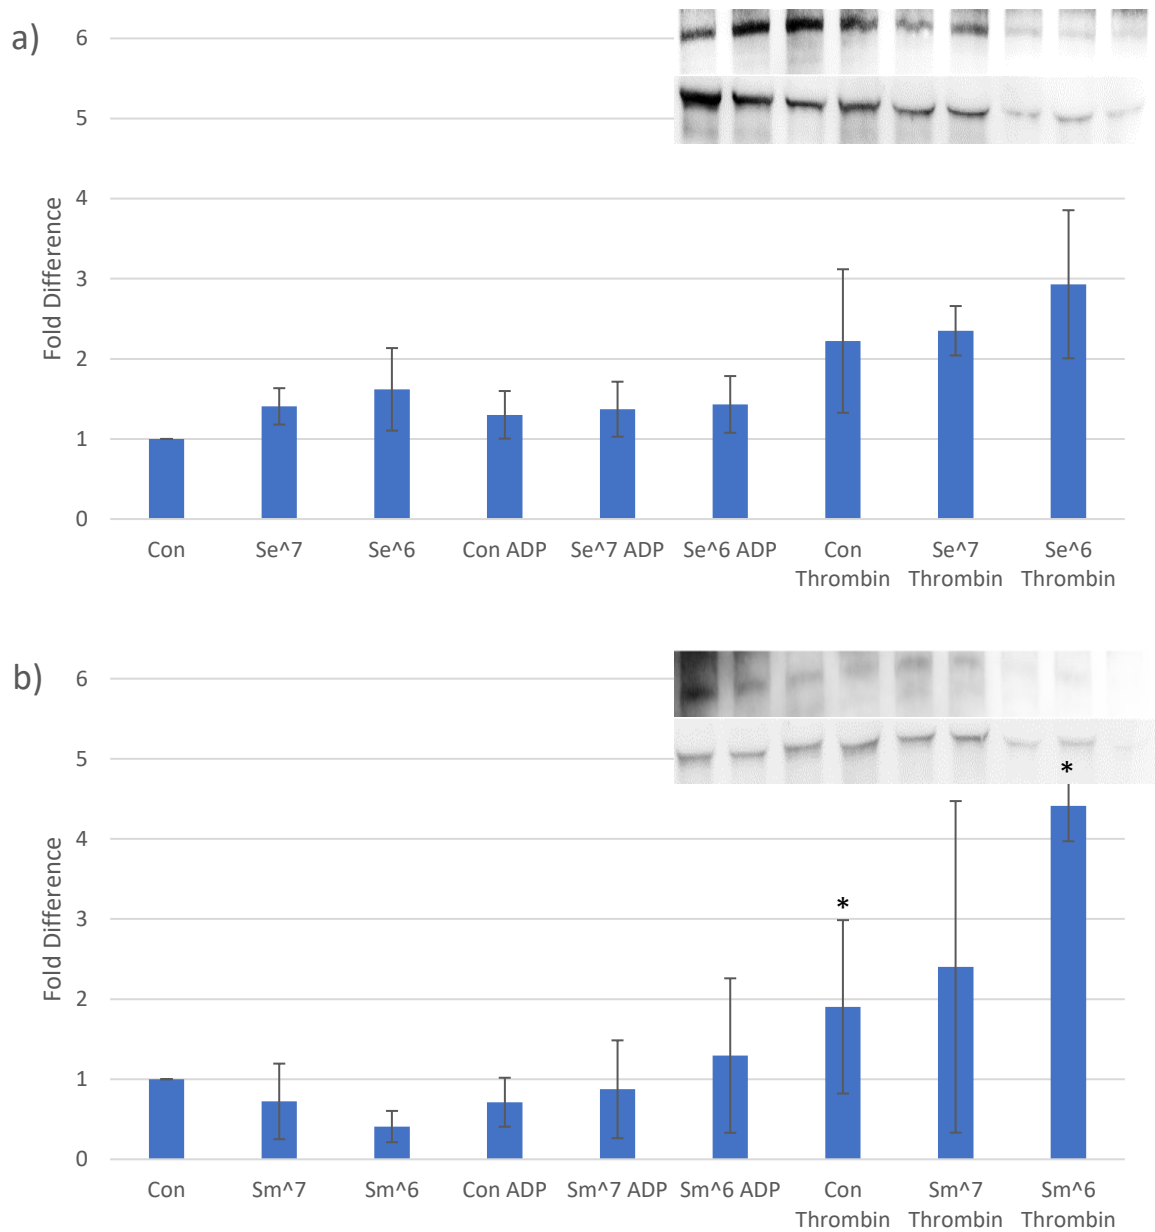 a)
6
5
4
3
2
1
0
Fold Difference
Con Se^7 Se^6 Con ADP Se^7 ADP Se^6 ADP Con Se^7 Se^6
Thrombin Thrombin Thrombin
b)
6
5
4
3
2
1
0
Fold Difference
*
*
Con Sm^7 Sm^6 Con ADP Sm^7 ADP Sm^6 ADP Con Sm^7 Sm^6
Thrombin Thrombin Thrombin